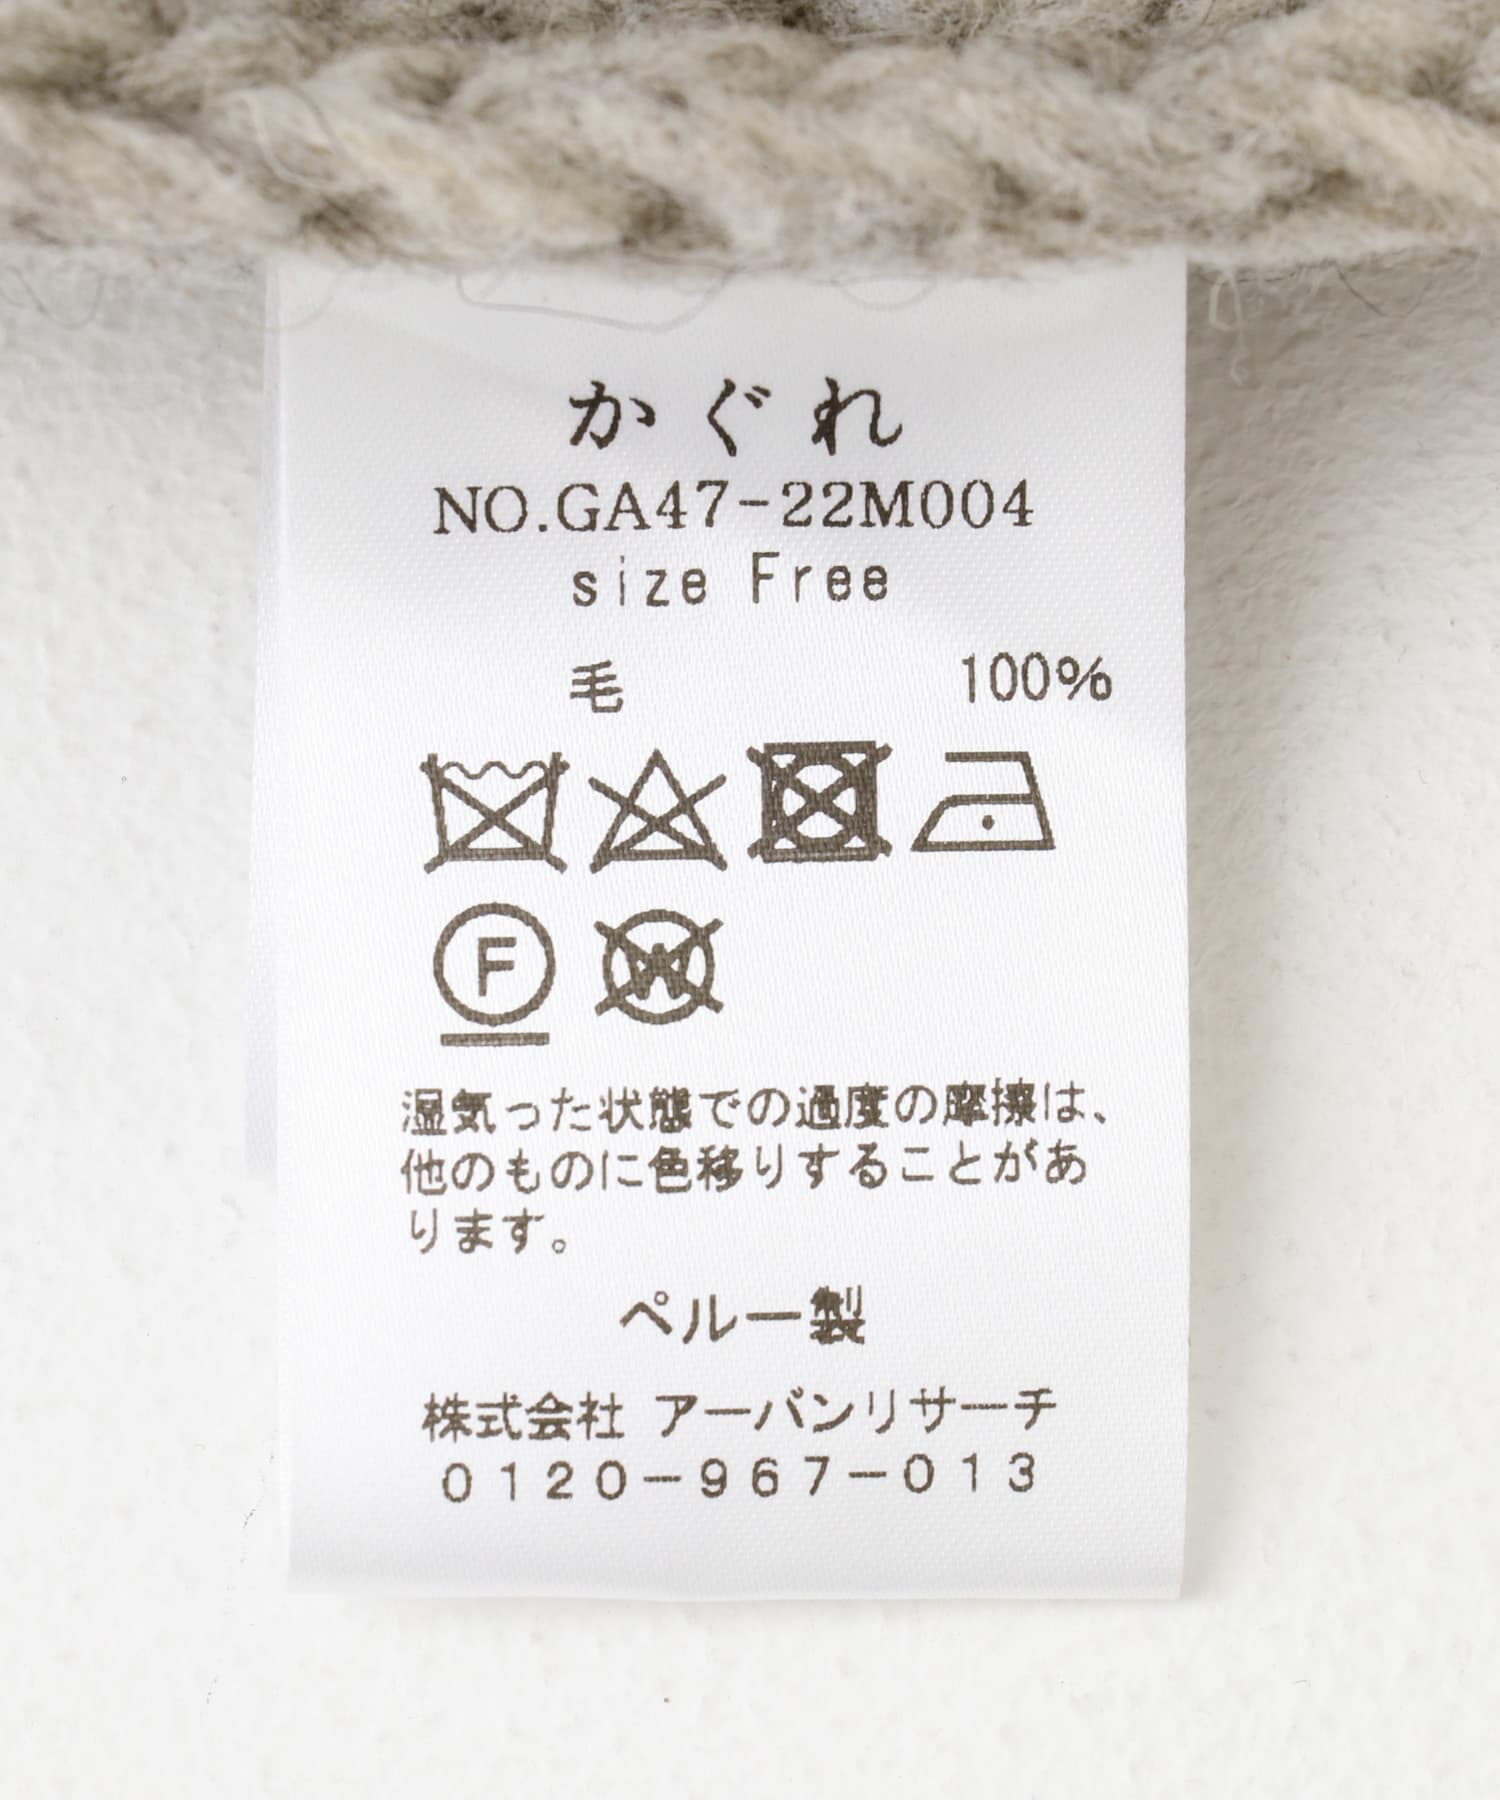 かぐれ
NO.GA47-22M004
size Free
毛 100%
F
W
湿気った状態での過度の摩擦は、
他のものに色移りすることがあ
ります。
ペルー製
株式会社 アーバンリサーチ
0120-967-013